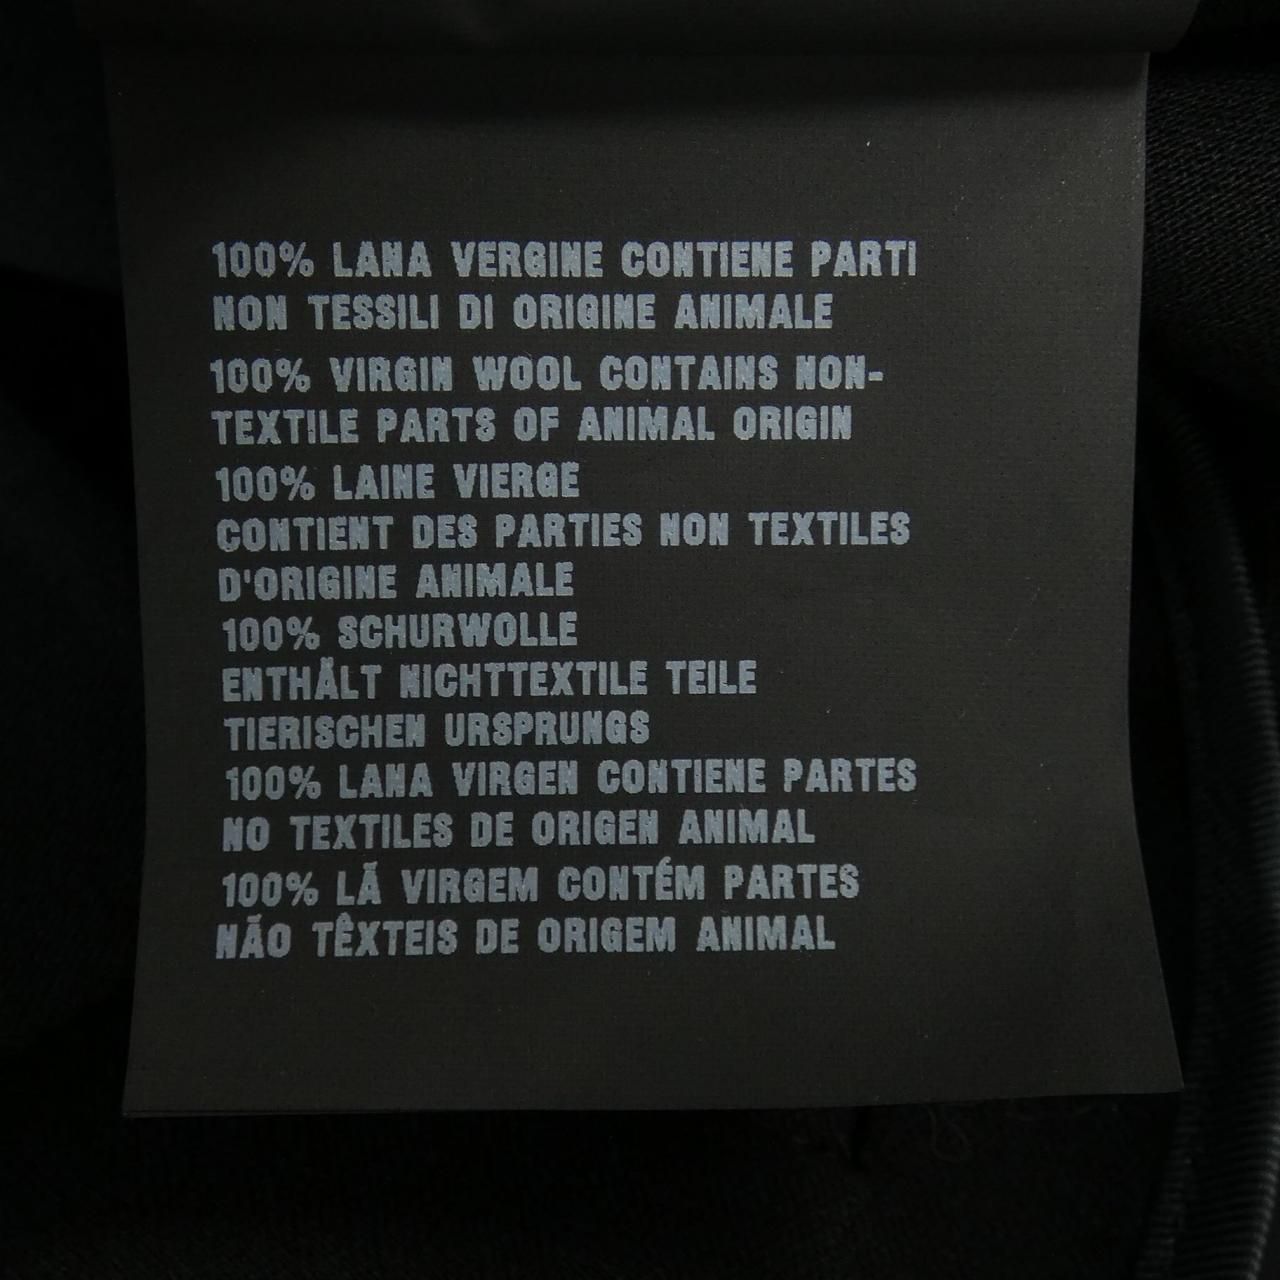 100% LANA VERGINE CONTIENE PARTI
NON TESSILI DI ORIGINE ANIMALE
100% VIRGIN WOOL CONTAINS NON-
TEXTILE PARTS OF ANIMAL ORIGIN
100% LAINE VIERGE
CONTIENT DES PARTIES NON TEXTILES
D'ORIGINE ANIMALE
100% SCHURWOLLE
ENTHÄLT NICHTTEXTILE TEILE
TIERISCHEN URSPRUNGS
100% LANA VIRGEN CONTIENE PARTES
NO TEXTILES DE ORIGEN ANIMAL
100% LÃ VIRGEM CONTÉM PARTES
NÃO TÊXTEIS DE ORIGEM ANIMAL